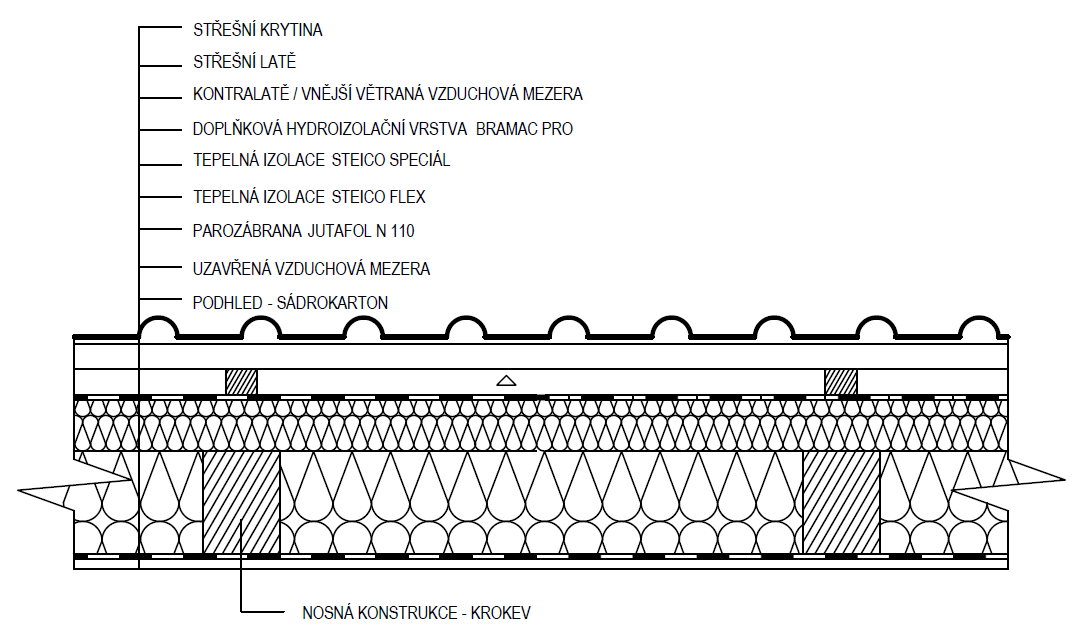 STŘEŠNÍ KRYTINA
STŘEŠNÍ LATĚ
KONTRALATĚ / VNĚJŠÍ VĚTRANÁ VZDUCHOVÁ MEZERA
DOPLŇKOVÁ HYDROIZOLAČNÍ VRSTVA BRAMAC PRO
TEPELNÁ IZOLACE STEICO SPECIÁL
TEPELNÁ IZOLACE STEICO FLEX
PAROZÁBRANA JUTAFOL N 110
UZAVŘENÁ VZDUCHOVÁ MEZERA
PODHLED - SÁDROKARTON
NOSNÁ KONSTRUKCE - KROKEV